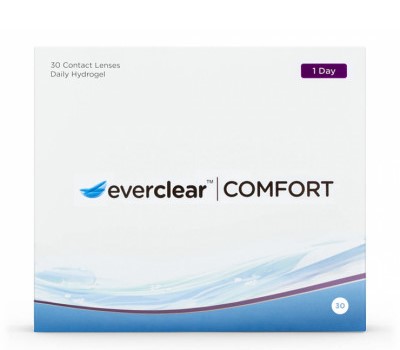 30 Contact Lenses
Daily Hydrogel
1 Day
everclear™ | COMFORT
30